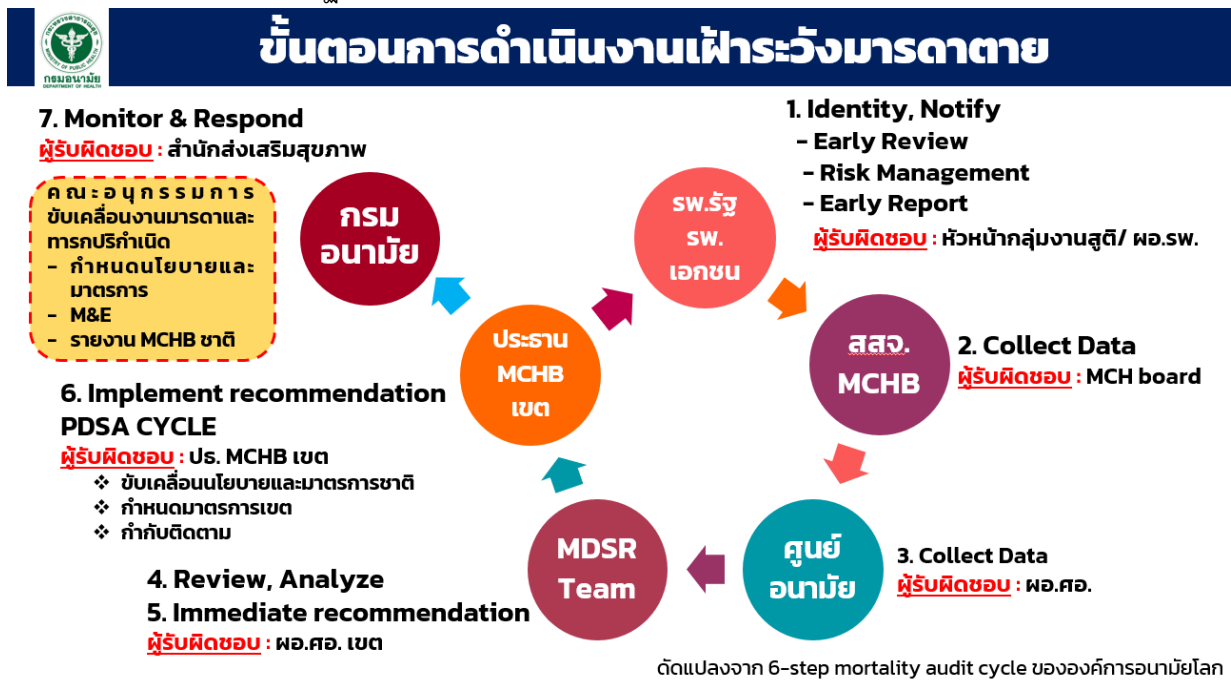 ขั้นตอนการดำเนินงานเฝ้าระวังมารดาตาย
กรมอนามัย
DEPARTMENT OF HEALTH
7. Monitor & Respond
ผู้รับผิดชอบ : สำนักส่งเสริมสุขภาพ
คณะอนุกรรมการ
ขับเคลื่อนงานมารดาและ
ทารกปริกำเนิด
- กำหนดนโยบายและ
มาตรการ
- M&E
- รายงาน MCHB ชาติ
กรม
อนามัย
รพ.รัฐ
รพ.
เอกชน
1. Identity, Notify
- Early Review
- Risk Management
- Early Report
ผู้รับผิดชอบ : หัวหน้ากลุ่มงานสูติ/ ผอ.รพ.
ประธาน
MCHB
เขต
สสจ.
MCHB
2. Collect Data
ผู้รับผิดชอบ : MCH board
6. Implement recommendation
PDSA CYCLE
ผู้รับผิดชอบ : ปธ. MCHB เขต
❖ ขับเคลื่อนนโยบายและมาตรการชาติ
❖ กำหนดมาตรการเขต
❖ กำกับติดตาม
MDSR
Team
ศูนย์
อนามัย
3. Collect Data
ผู้รับผิดชอบ : ผอ.ศอ.
4. Review, Analyze
5. Immediate recommendation
ผู้รับผิดชอบ : ผอ.ศอ. เขต
ดัดแปลงจาก 6-step mortality audit cycle ขององค์การอนามัยโลก